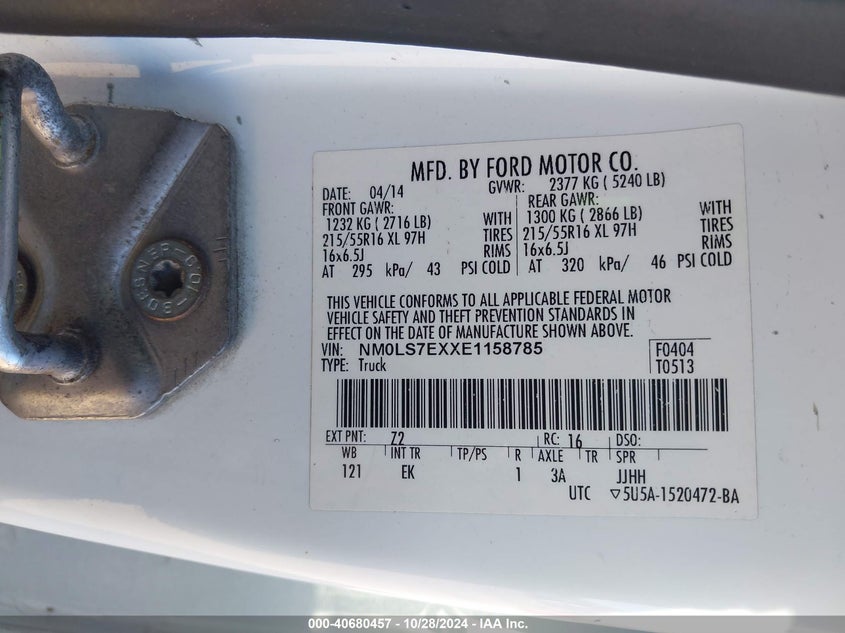 MFD. BY FORD MOTOR CO.
DATE: 04/14 GVWR: 2377 KG ( 5240 LB)
FRONT GAWR: REAR GAWR:
1232 KG ( 2716 LB) WITH 1300 KG ( 2866 LB) WITH
215/55R16 XL 97H TIRES 215/55R16 XL 97H TIRES
16x6.5J RIMS 16x6.5J RIMS
AT 295 kPa/ 43 PSI COLD AT 320 kPa/ 46 PSI COLD
THIS VEHICLE CONFORMS TO ALL APPLICABLE FEDERAL MOTOR
VEHICLE SAFETY AND THEFT PREVENTION STANDARDS IN
EFFECT ON THE DATE OF MANUFACTURE SHOWN ABOVE.
VIN: NM0LS7EXXE1158785 F0404
TYPE: Truck T0513
EXT PNT: Z2 RC: 16 DSO:
WB INT TR TP/PS R AXLE TR SPR
121 EK 1 3A JJHH
UTC ▽5U5A-1520472-BA
000-40680457 - 10/28/2024 - IAA Inc.